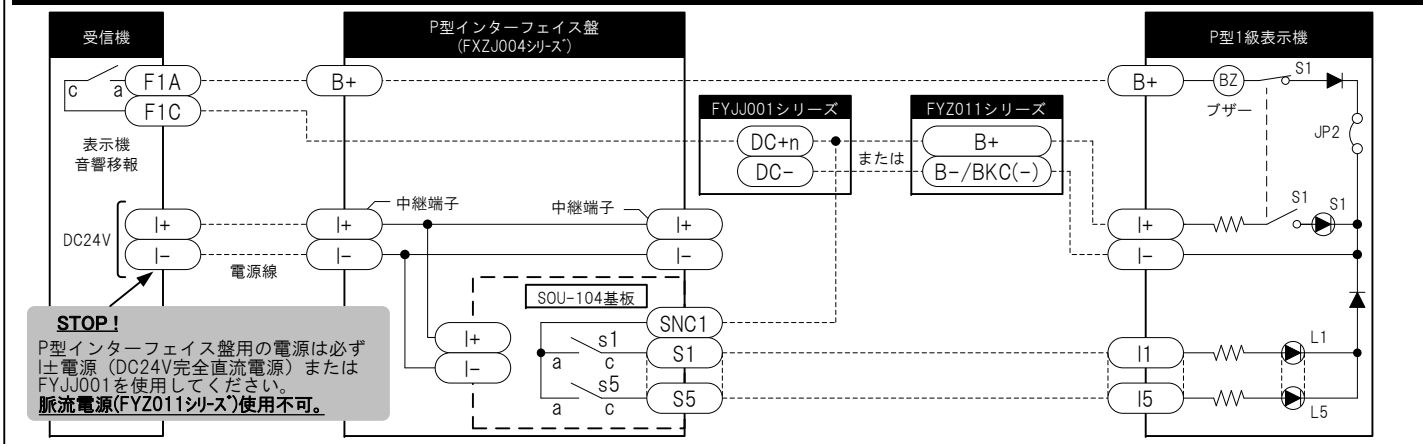 受信機
c
a
F1A
F1C
表示機
音響移報
DC24V
I+
I−
電源線
STOP !
P型インターフェイス盤用の電源は必ず
I±電源（DC24V完全直流電源）または
FYJJ001を使用してください。
脈流電源(FYZ011ｼﾘｰｽﾞ)使用不可。
P型インターフェイス盤
(FXZJ004ｼﾘｰｽﾞ)
B+
中継端子
中継端子
I+
I−
I+
I−
SOU-104基板
I+
I−
a
s1
c
a
s5
c
SNC1
S1
S5
FYJJ001シリーズ
DC+n
DC−
または
FYZ011シリーズ
B+
B−/BKC(−)
P型1級表示機
B+
BZ
ブザー
S1
JP2
I+
S1
S1
I−
I1
L1
I5
L5